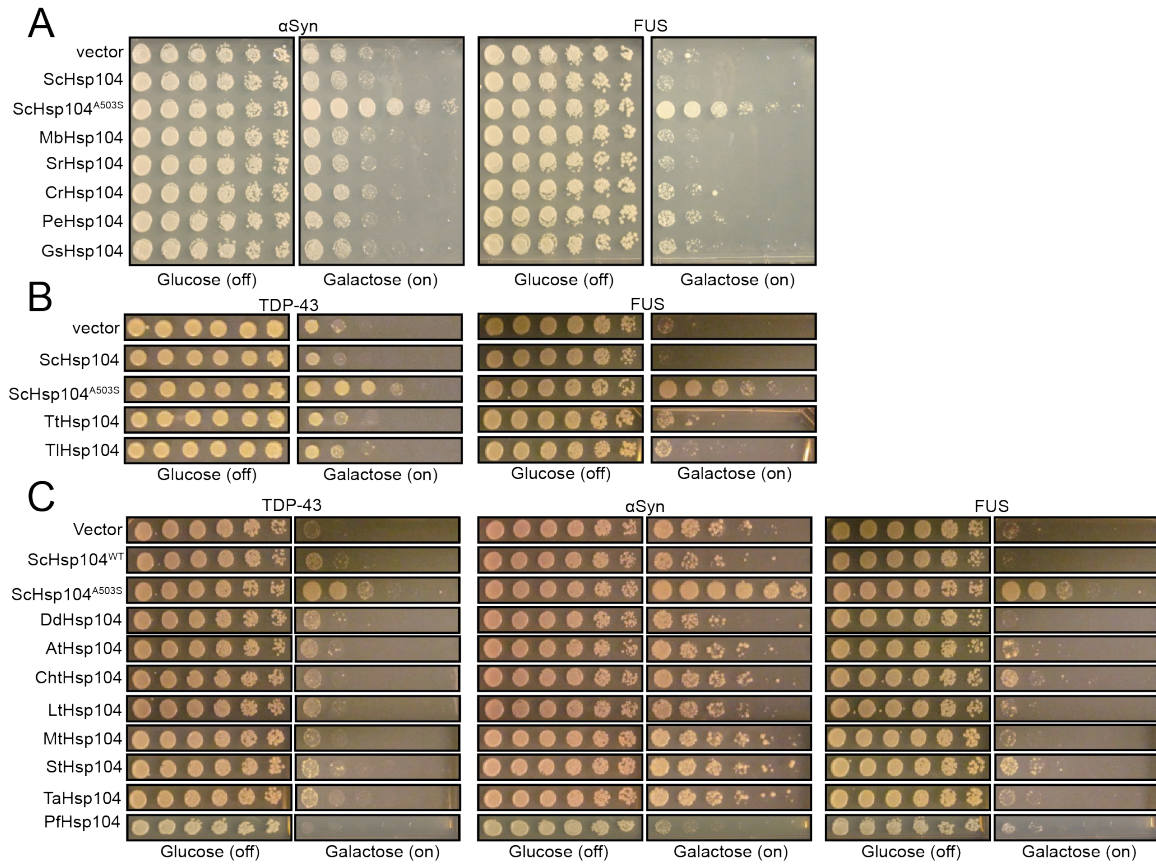 A
αSyn FUS
vector
ScHsp104
ScHsp104A503S
MbHsp104
SrHsp104
CrHsp104
PeHsp104
GsHsp104
Glucose (off) Galactose (on) Glucose (off) Galactose (on)
B
TDP-43 FUS
vector
ScHsp104
ScHsp104A503S
TtHsp104
TlHsp104
Glucose (off) Galactose (on) Glucose (off) Galactose (on)
C
TDP-43 αSyn FUS
Vector
ScHsp104WT
ScHsp104A503S
DdHsp104
AtHsp104
ChtHsp104
LtHsp104
MtHsp104
StHsp104
TaHsp104
PfHsp104
Glucose (off) Galactose (on) Glucose (off) Galactose (on) Glucose (off) Galactose (on)